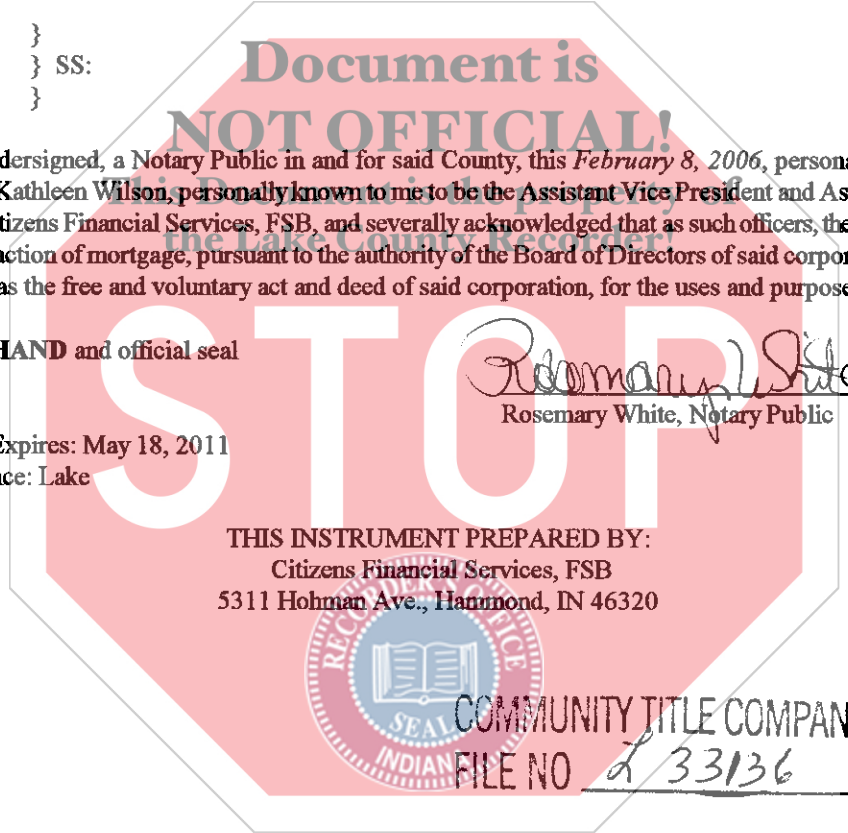 }
} SS:
}
Document is
NOT OFFICIAL!
dersigned, a Notary Public in and for said County, this February 8, 2006, persona
This Document is the property of
Kathleen Wilson, personally known to me to be the Assistant Vice President and As
tizens Financial Services, FSB, and severally acknowledged that as such officers, the
the Lake County Recorder!
action of mortgage, pursuant to the authority of the Board of Directors of said corpor
as the free and voluntary act and deed of said corporation, for the uses and purpose
STOP
HAND and official seal
Rosemary White
Rosemary White, Notary Public
Expires: May 18, 2011
ce: Lake
THIS INSTRUMENT PREPARED BY:
Citizens Financial Services, FSB
5311 Hohman Ave., Hammond, IN 46320
RECORDER'S OFFICE
SEAL
INDIANA
COMMUNITY TITLE COMPAN
FILE NO L 33136